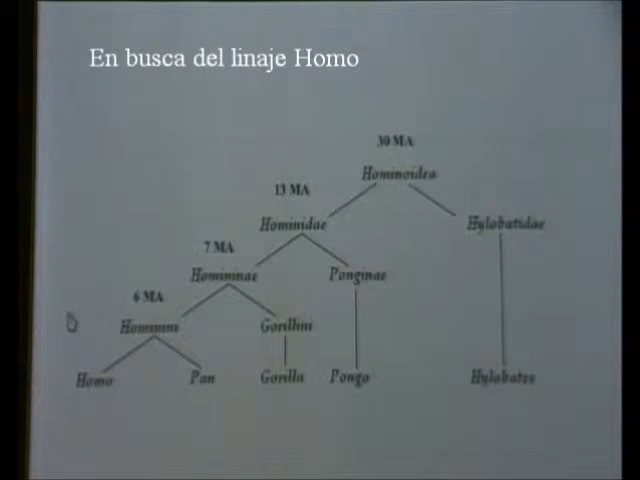 En busca del linaje Homo
30 MA
Hominoidea
13 MA
Hominidae Hylobatidae
7 MA
Homininae Ponginae
6 MA
Hominini Gorillini
Homo Pan Gorilla Pongo Hylobates